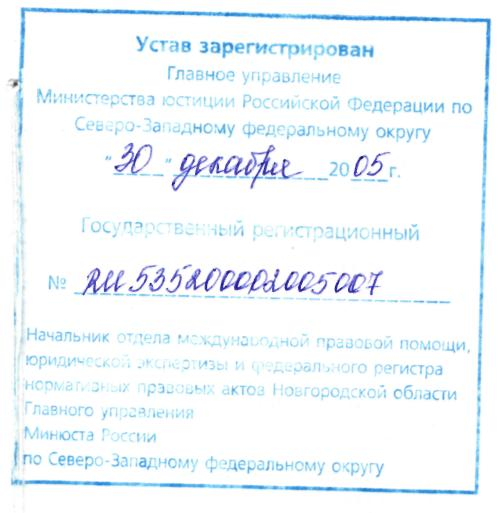 Устав зарегистрирован
Главное управление
Министерства юстиции Российской Федерации по
Северо-Западному федеральному округу
"30" декабря 2005 г.
Государственный регистрационный
№ RU535200002005007
Начальник отдела международной правовой помощи,
юридической экспертизы и федерального регистра
нормативных правовых актов Новгородской области
Главного управления
Минюста России
по Северо-Западному федеральному округу